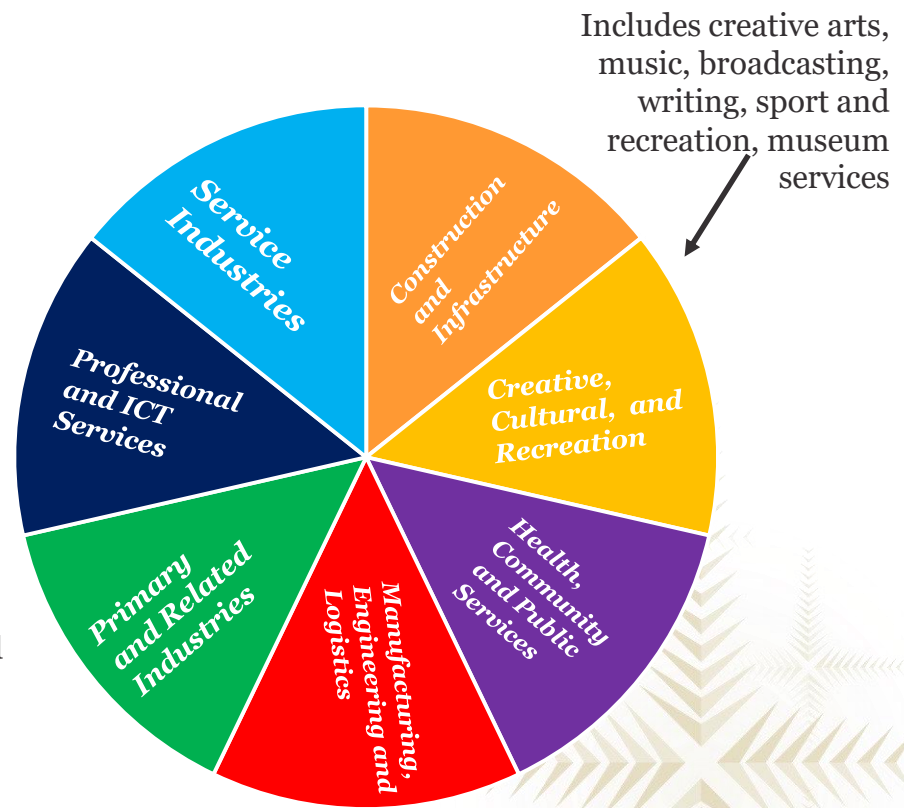 Includes creative arts,
music, broadcasting,
writing, sport and
recreation, museum
services
Service
Industries
Construction
and
Infrastructure
Creative,
Cultural, and
Recreation
Professional
and ICT
Services
Health,
Community
and Public
Services
Primary
and Related
Industries
Manufacturing,
Engineering and
Logistics